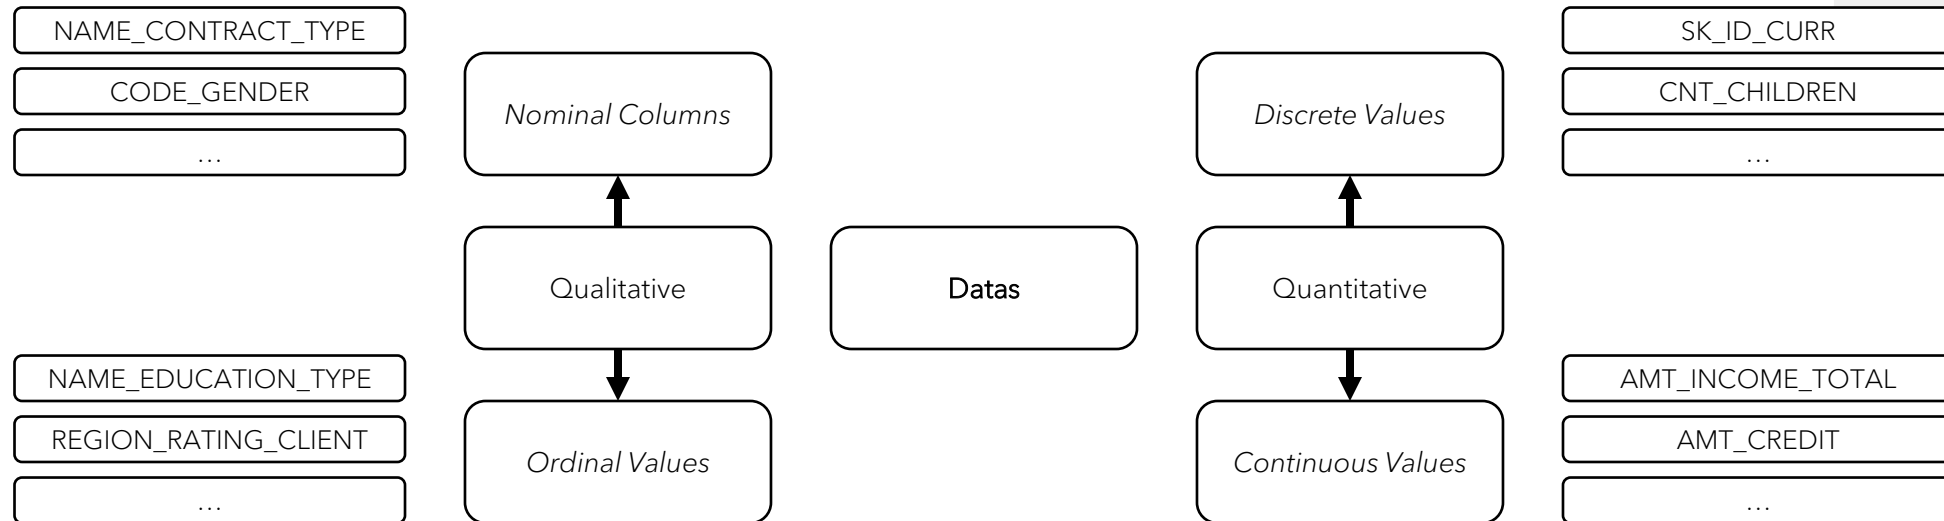 NAME_CONTRACT_TYPE
CODE_GENDER
...
Nominal Columns
Qualitative
NAME_EDUCATION_TYPE
REGION_RATING_CLIENT
...
Ordinal Values
Datas
Discrete Values
SK_ID_CURR
CNT_CHILDREN
...
Quantitative
Continuous Values
AMT_INCOME_TOTAL
AMT_CREDIT
...